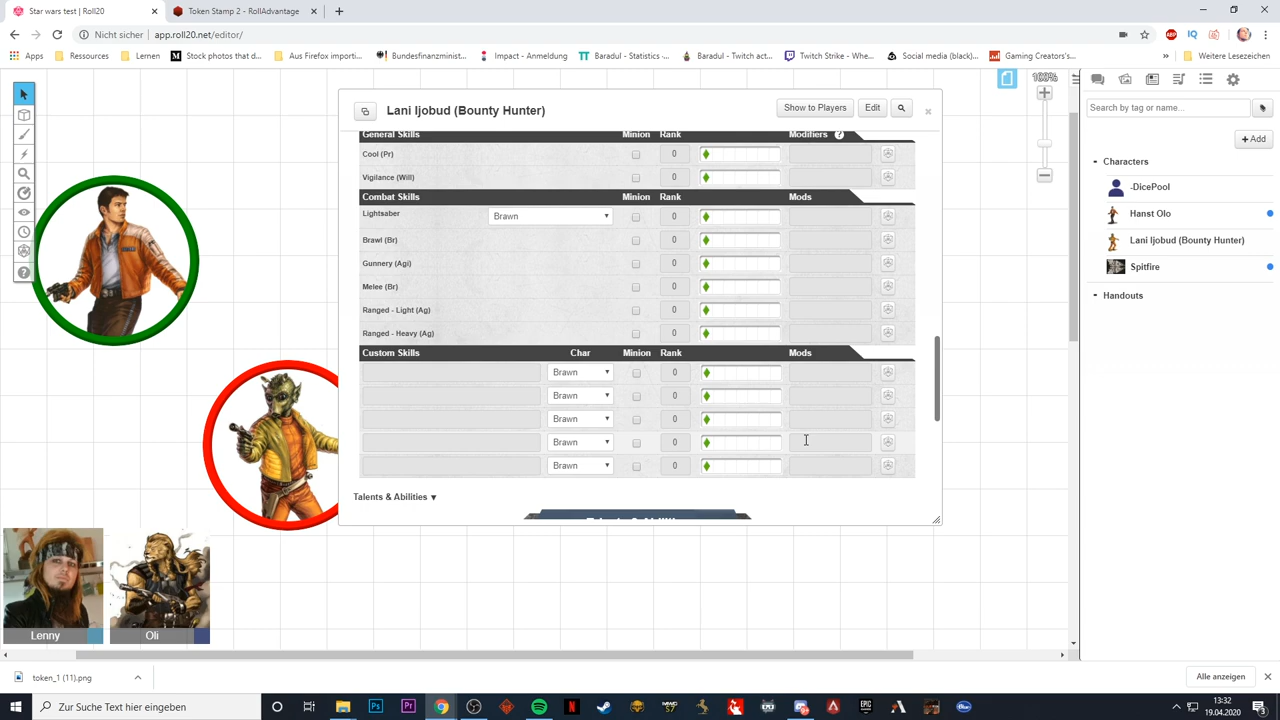 Star wars test | Roll20
Token Stamp 2 - RollAdvantage
Nicht sicher
app.roll20.net/editor/
Apps
Ressources
Lernen
Stock photos that d...
Aus Firefox importi...
Bundesfinanzminist...
Impact - Anmeldung
Baradul - Statistics -...
Baradul - Twitch act...
Twitch Strike - Whe...
Social media (black)...
Gaming Creators's...
Weitere Lesezeichen
100%
Lani Ijobud (Bounty Hunter)
Show to Players
Edit
General Skills Minion Rank Modifiers ?
Cool (Pr) 0
Vigilance (Will) 0
Combat Skills Minion Rank Mods
Lightsaber Brawn 0
Brawl (Br) 0
Gunnery (Agi) 0
Melee (Br) 0
Ranged - Light (Ag) 0
Ranged - Heavy (Ag) 0
Custom Skills Char Minion Rank Mods
Brawn 0
Brawn 0
Brawn 0
Brawn 0
Brawn 0
Talents & Abilities ▼
Search by tag or name...
+ Add
Characters
-DicePool
Hanst Olo
Lani Ijobud (Bounty Hunter)
Spitfire
Handouts
Lenny
Oli
token_1 (11).png
Alle anzeigen
Zur Suche Text hier eingeben
13:32
19.04.2020